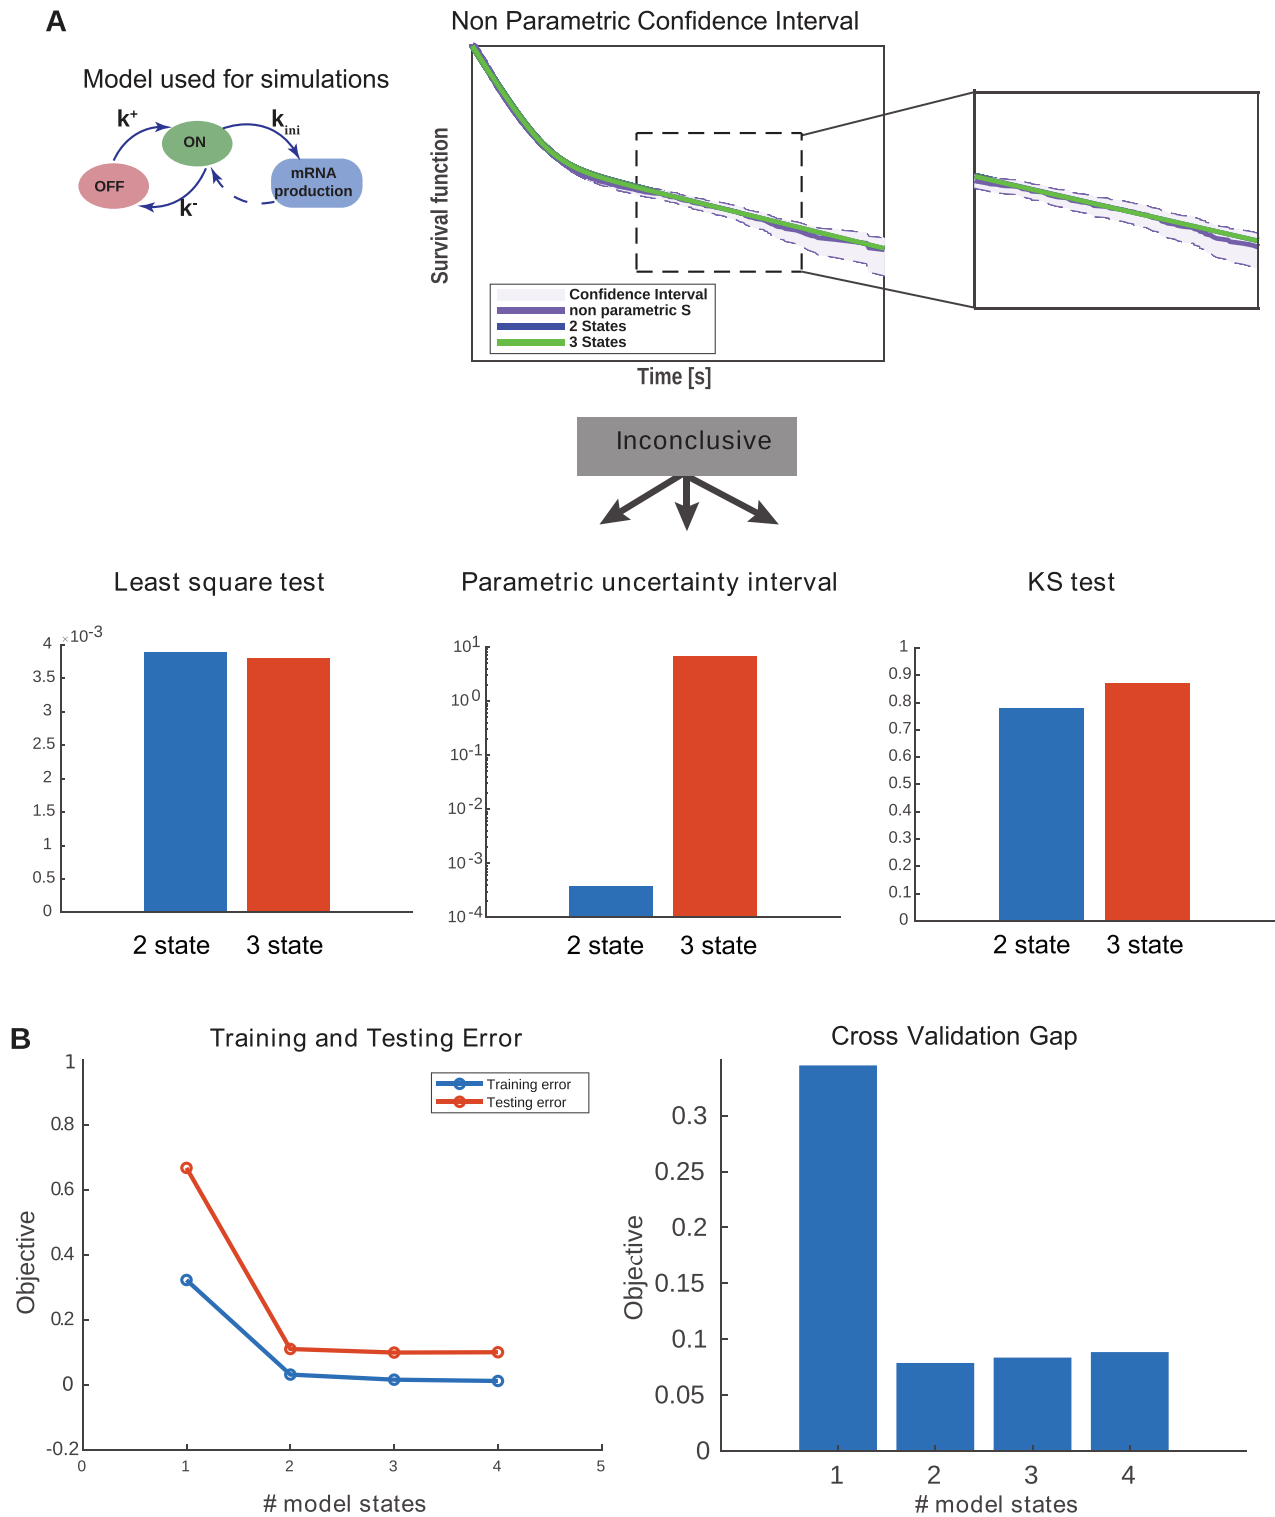 A
Non Parametric Confidence Interval
Model used for simulations
k+
kini
ON
OFF
mRNA
production
k-
Survival function
Confidence Interval
non parametric S
2 States
3 States
Time [s]
Inconclusive
Least square test
Parametric uncertainty interval
KS test
×10-3
4
3.5
3
2.5
2
1.5
1
0.5
0
2 state
3 state
101
100
10-1
10-2
10-3
10-4
2 state
3 state
1
0.9
0.8
0.7
0.6
0.5
0.4
0.3
0.2
0.1
0
2 state
3 state
B
Training and Testing Error
Training error
Testing error
Objective
1
0.8
0.6
0.4
0.2
0
-0.2
0
1
2
3
4
5
# model states
Cross Validation Gap
Objective
0.3
0.25
0.2
0.15
0.1
0.05
0
1
2
3
4
# model states